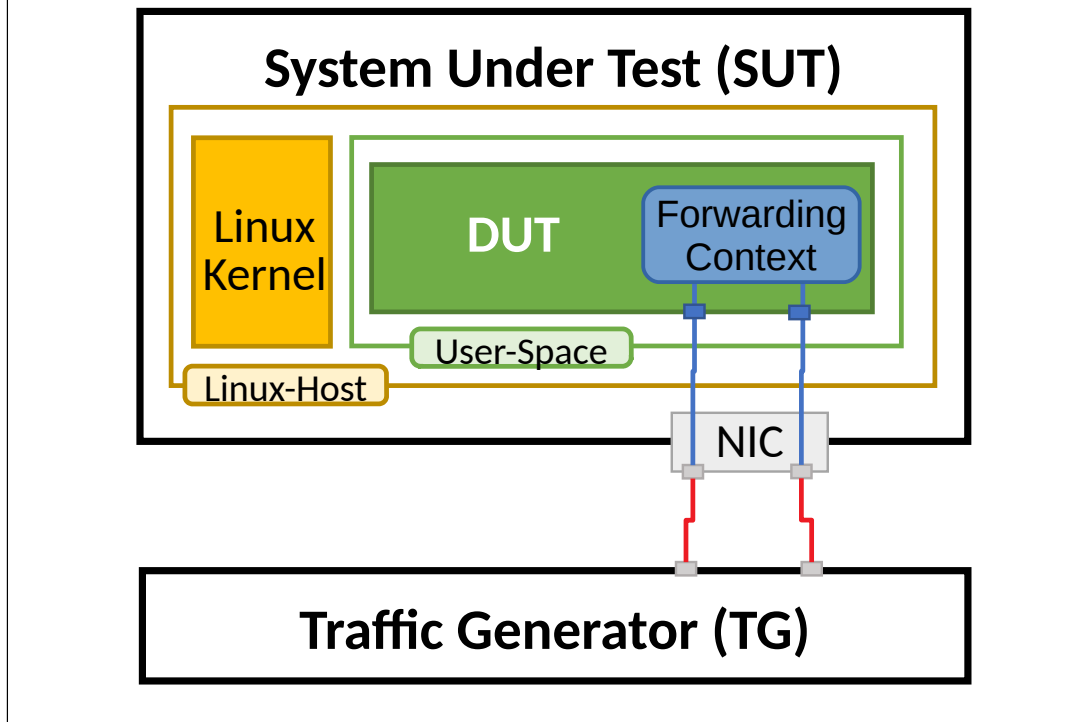 System Under Test (SUT)
Linux
Kernel
DUT
Forwarding
Context
User-Space
Linux-Host
NIC
Traffic Generator (TG)